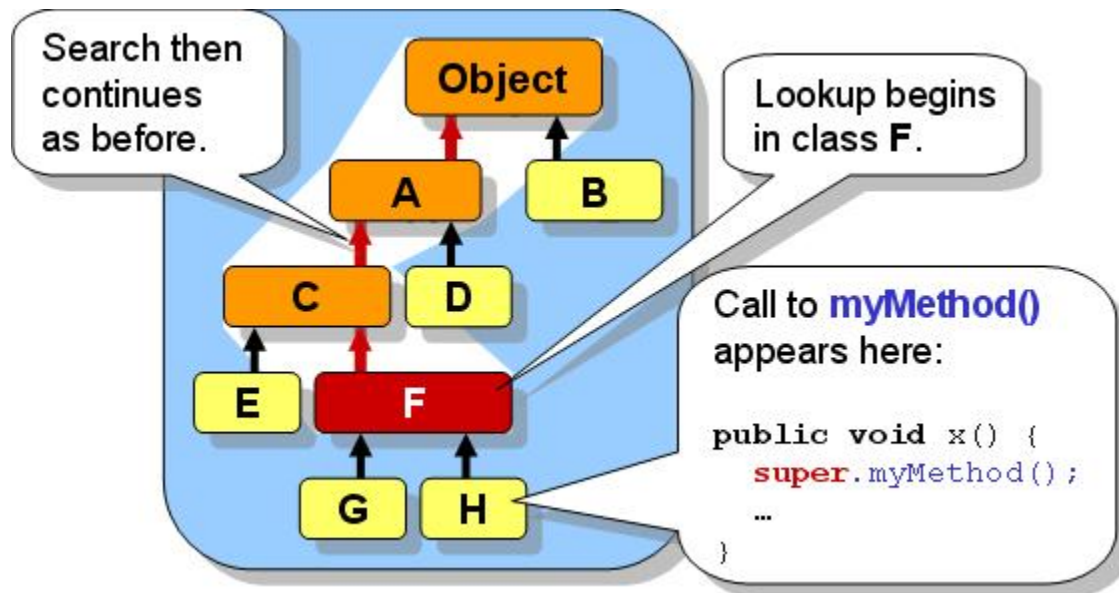 Search then
continues
as before.
Object
Lookup begins
in class F.
A
B
C
D
Call to myMethod()
appears here:
E
F
public void x() {
super.myMethod();
…
}
G
H